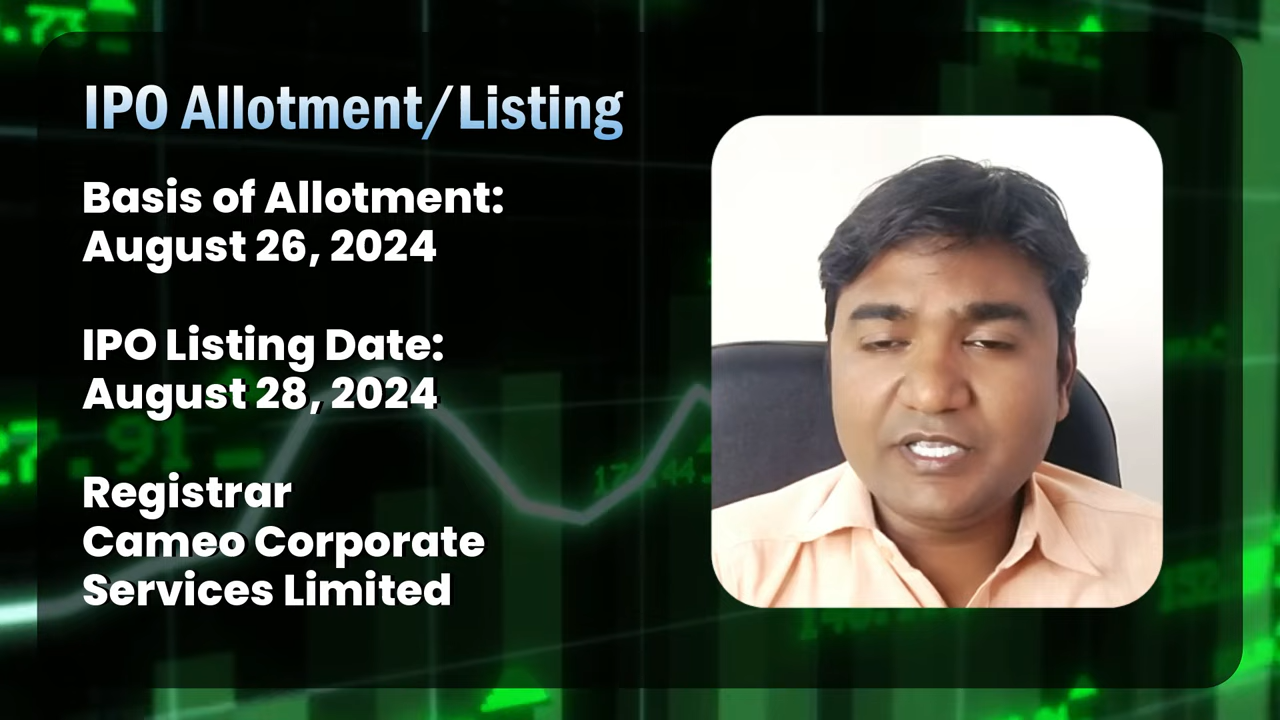 IPO Allotment/Listing
Basis of Allotment:
August 26, 2024
IPO Listing Date:
August 28, 2024
Registrar
Cameo Corporate
Services Limited